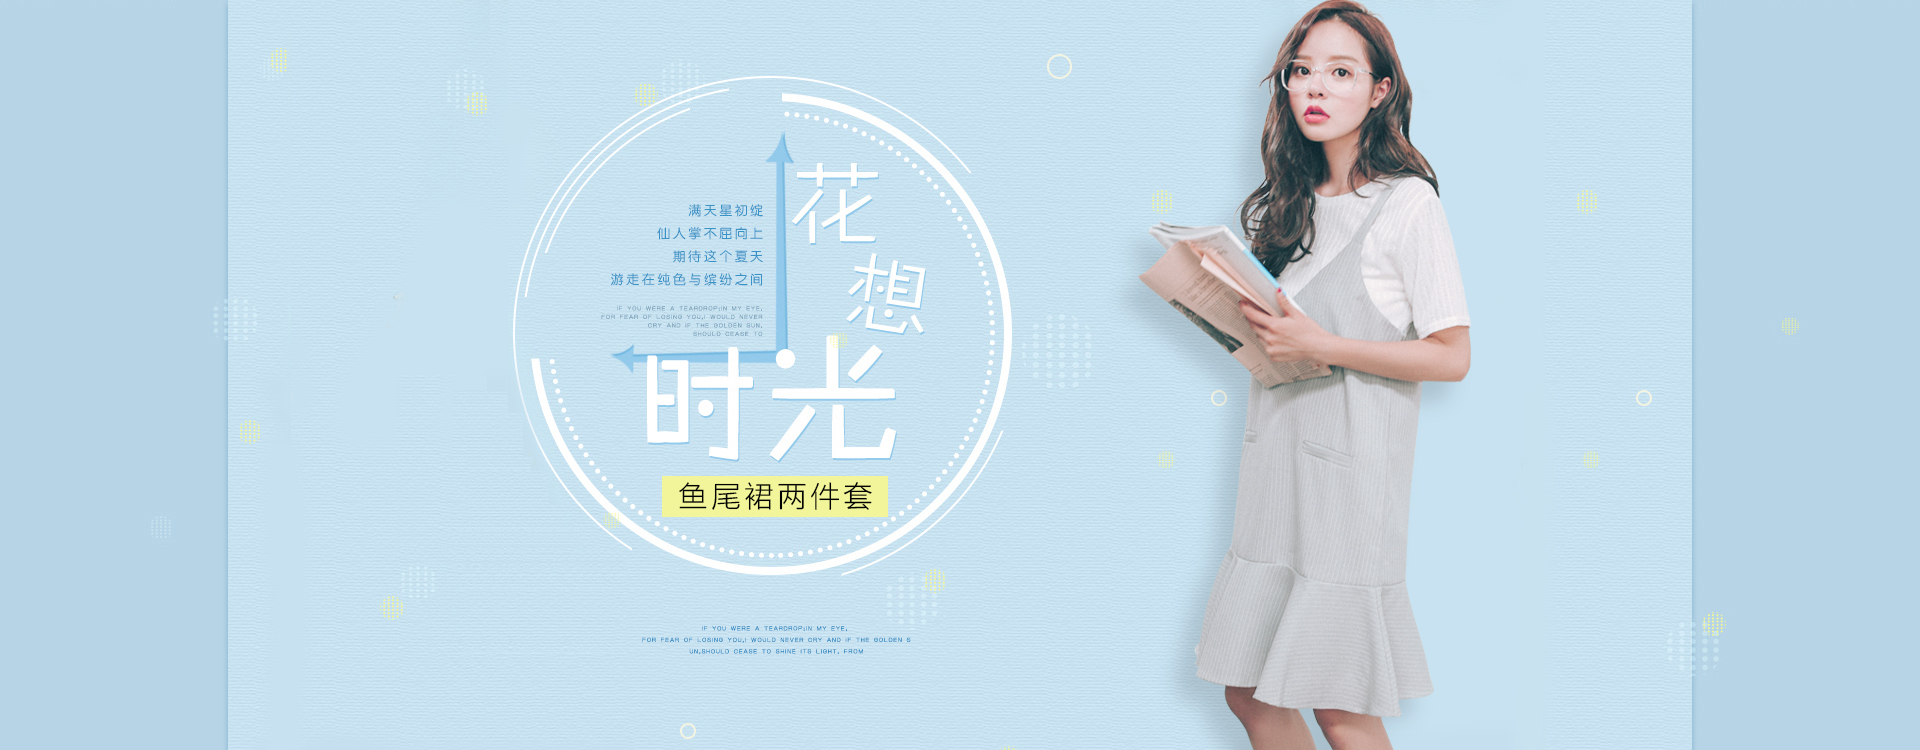 花
想
时光
满天星初绽
仙人掌不屈向上
期待这个夏天
游走在纯色与缤纷之间
IF YOU WERE A TEARDROP;IN MY EYE,
FOR FEAR OF LOSING YOU,I WOULD NEVER
CRY AND IF THE GOLDEN SUN,
SHOULD CEASE TO
鱼尾裙两件套
IF YOU WERE A TEARDROP;IN MY EYE,
FOR FEAR OF LOSING YOU,I WOULD NEVER CRY AND IF THE GOLDEN S
UN,SHOULD CEASE TO SHINE ITS LIGHT, FROM